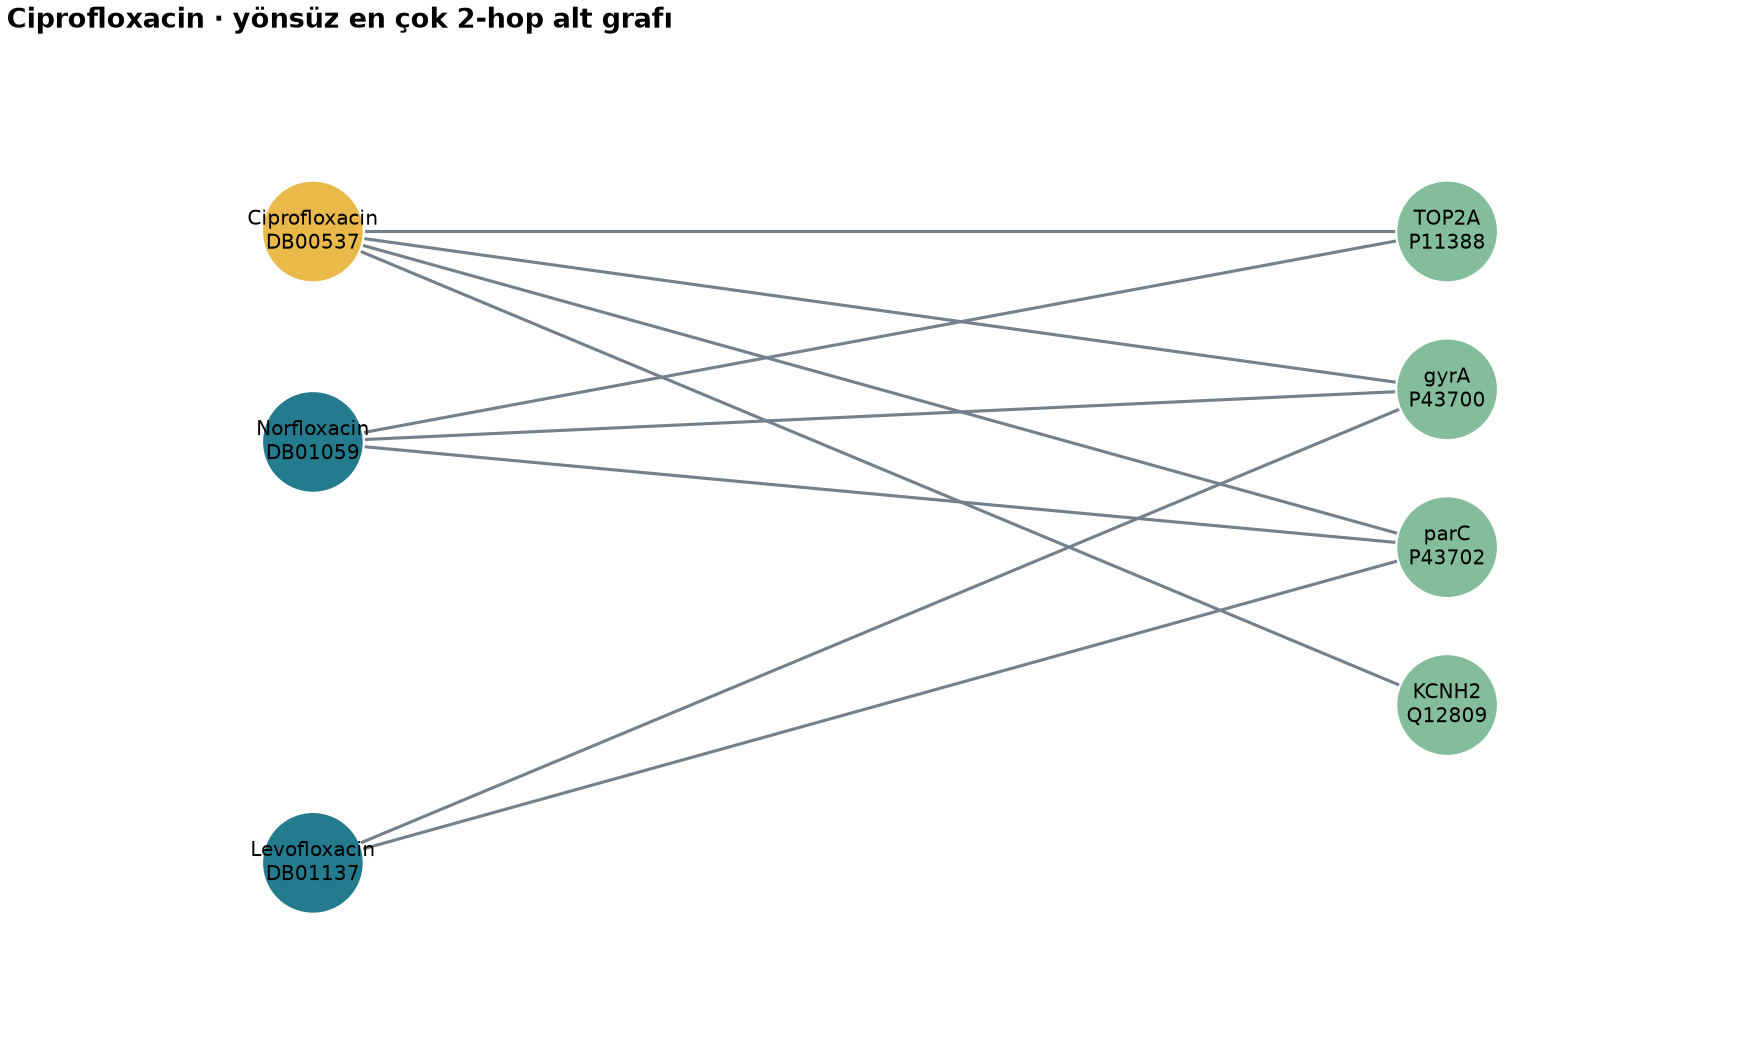 Ciprofloxacin · yönsüz en çok 2-hop alt grafı
Ciprofloxacin
DB00537
Norfloxacin
DB01059
Levofloxacin
DB01137
TOP2A
P11388
gyrA
P43700
parC
P43702
KCNH2
Q12809